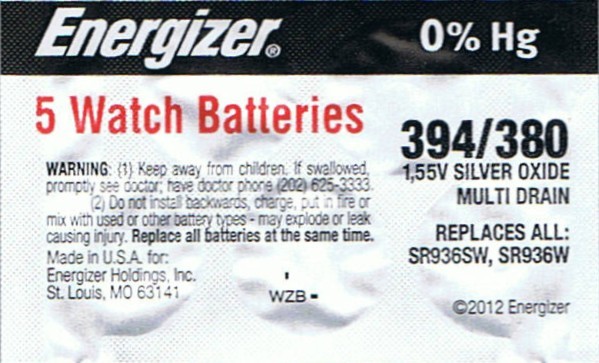 Energizer®
0% Hg
5 Watch Batteries
394/380
1,55V SILVER OXIDE
MULTI DRAIN
REPLACES ALL:
SR936SW, SR936W
WARNING: (1) Keep away from children. If swallowed,
promptly see doctor; have doctor phone (202) 625-3333.
(2) Do not install backwards, charge, put in fire or
mix with used or other battery types - may explode or leak
causing injury. Replace all batteries at the same time.
Made in U.S.A. for:
Energizer Holdings, Inc.
St. Louis, MO 63141
WZB
©2012 Energizer